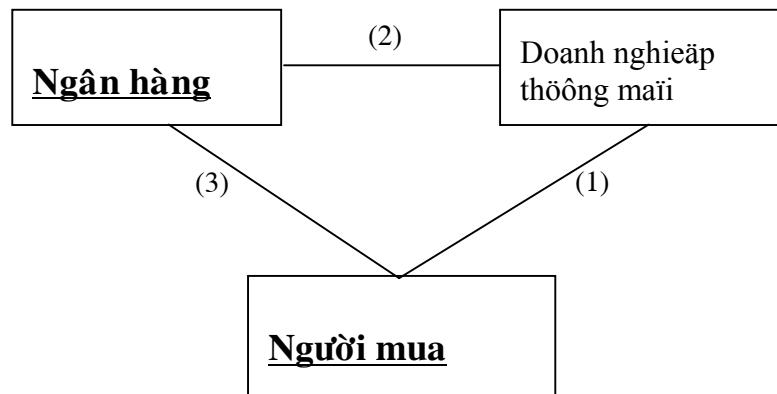 (2)
Ngân hàng
Doanh nghieäp
thöông maïi
(3)
(1)
Người mua